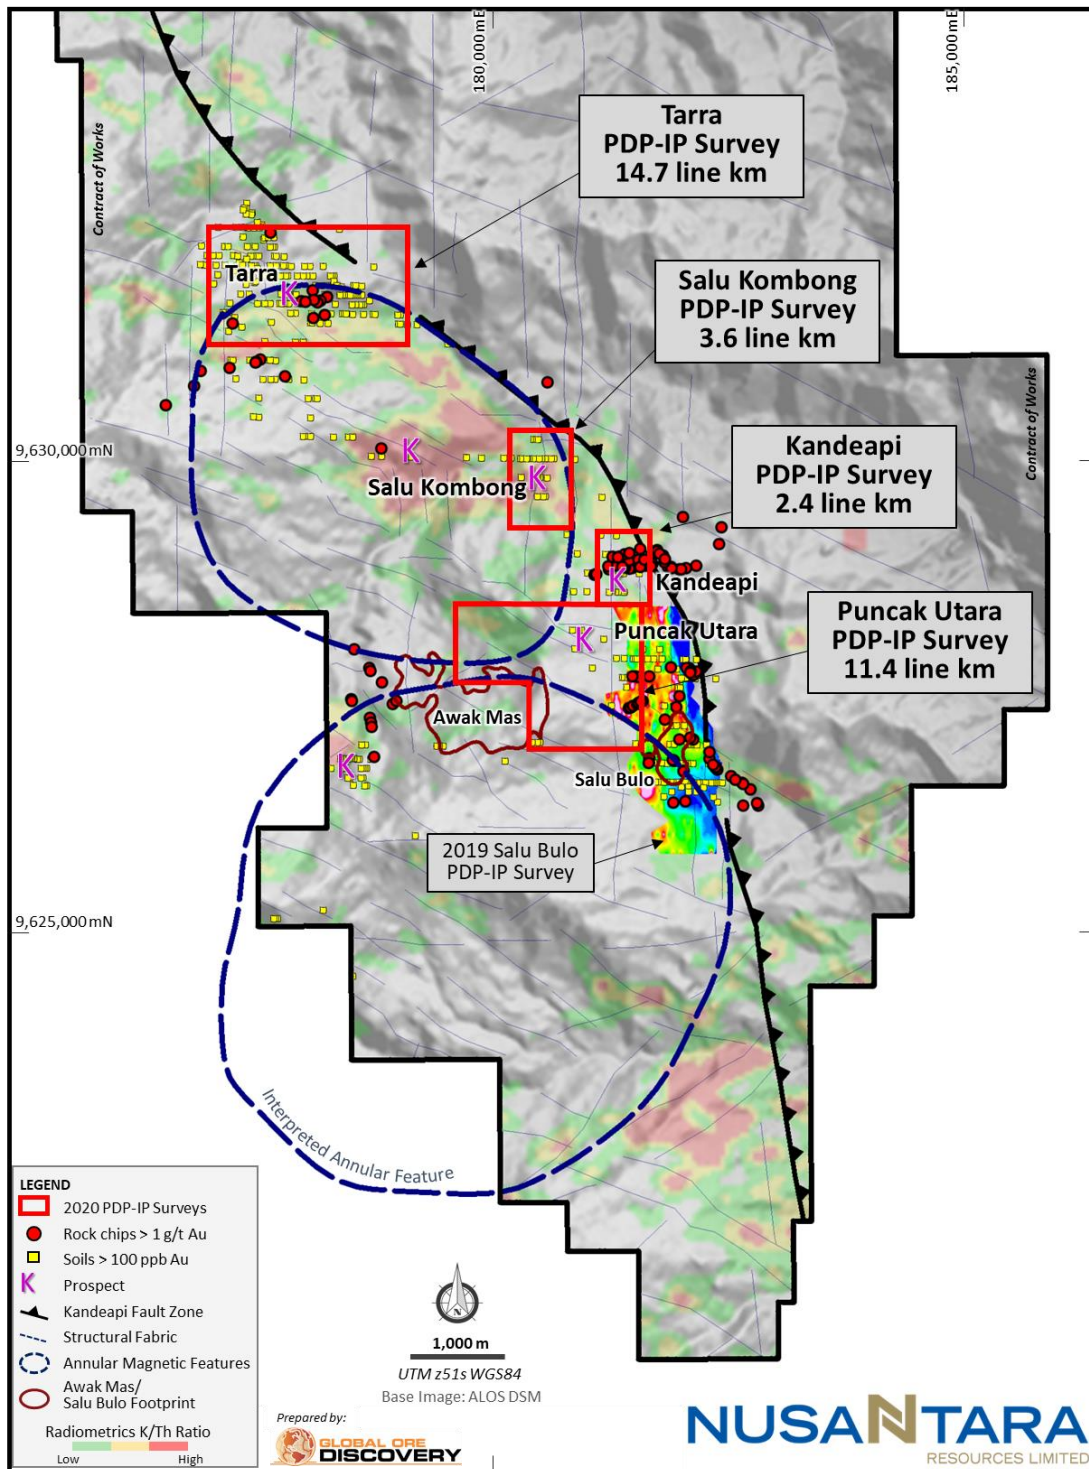 180,000mE
185,000mE
Contract of Works
Tarra
PDP-IP Survey
14.7 line km
Tarra
K
Salu Kombong
PDP-IP Survey
3.6 line km
Contract of Works
9,630,000mN
K
Salu Kombong
K
Kandeapi
PDP-IP Survey
2.4 line km
K
Kandeapi
Puncak Utara
PDP-IP Survey
11.4 line km
K
Puncak Utara
Awak Mas
K
Salu Bulo
2019 Salu Bulo
PDP-IP Survey
9,625,000mN
Interpreted Annular Feature
LEGEND
2020 PDP-IP Surveys
Rock chips > 1 g/t Au
Soils > 100 ppb Au
K Prospect
Kandeapi Fault Zone
Structural Fabric
Annular Magnetic Features
Awak Mas/
Salu Bulo Footprint
Radiometrics K/Th Ratio
Low High
N
1,000 m
UTM z51s WGS84
Base Image: ALOS DSM
Prepared by:
GLOBAL ORE
DISCOVERY
NUSANTARA
RESOURCES LIMITED